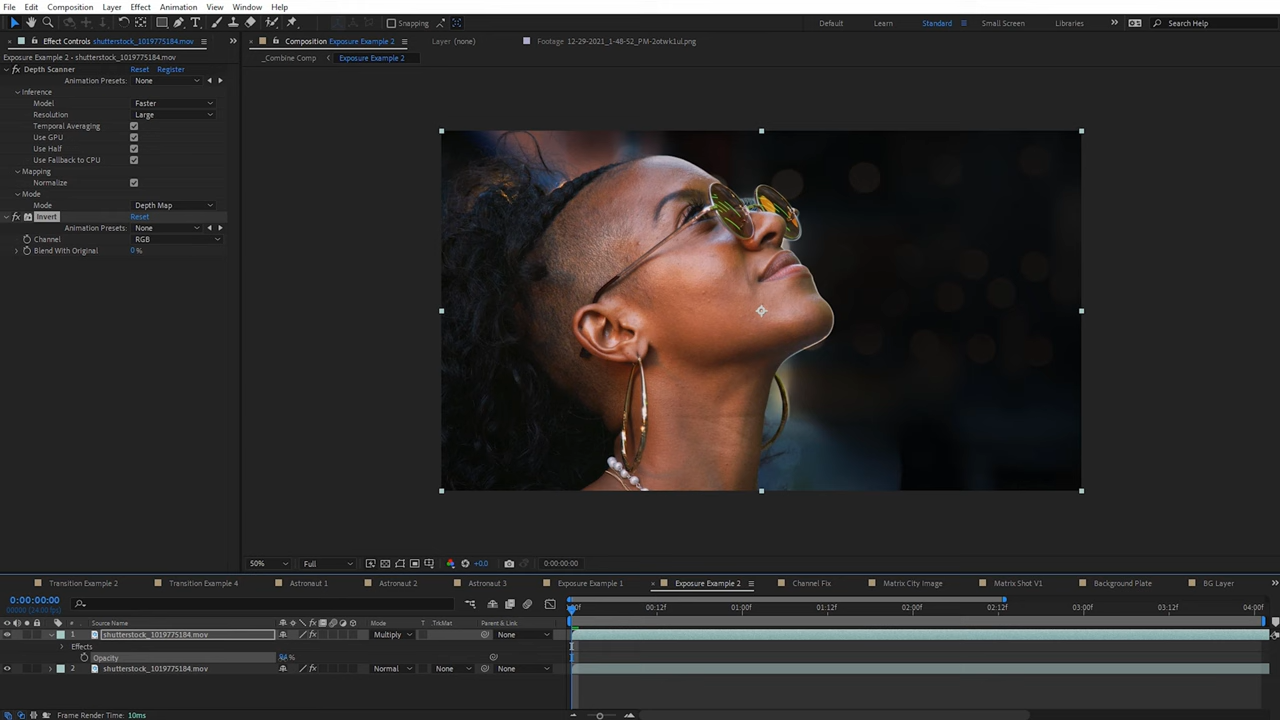 File Edit Composition Layer Effect Animation View Window Help
Snapping Default Learn Standard Small Screen Libraries Search Help
Effect Controls shutterstock_1019775184.mov
Composition Exposure Example 2 Layer (none) Footage 12-29-2021_1-48-52_PM-2otwk1ul.png
Exposure Example 2 - shutterstock_1019775184.mov
_Combine Comp Exposure Example 2
Depth Scanner Reset Register
Animation Presets: None
Inference
Model Faster
Resolution Large
Temporal Averaging
Use GPU
Use Half
Use Fallback to CPU
Mapping
Normalize
Mode
Mode Depth Map
Invert Reset
Animation Presets: None
Channel RGB
Blend With Original 0 %
50% Full +0.0 0:00:00:00
Transition Example 2 Transition Example 4 Astronaut 1 Astronaut 2 Astronaut 3 Exposure Example 1 Exposure Example 2 Channel Fix Matrix City Image Matrix Shot V1 Background Plate BG Layer
0:00:00:00
00000 (24.00 fps)
00:12f 01:00f 01:12f 02:00f 02:12f 03:00f 03:12f 04:00f
# Source Name Mode T .TrkMat Parent & Link
1 shutterstock_1019775184.mov Multiply None
Effects
Opacity %
2 shutterstock_1019775184.mov Normal None None
Frame Render Time: 10ms